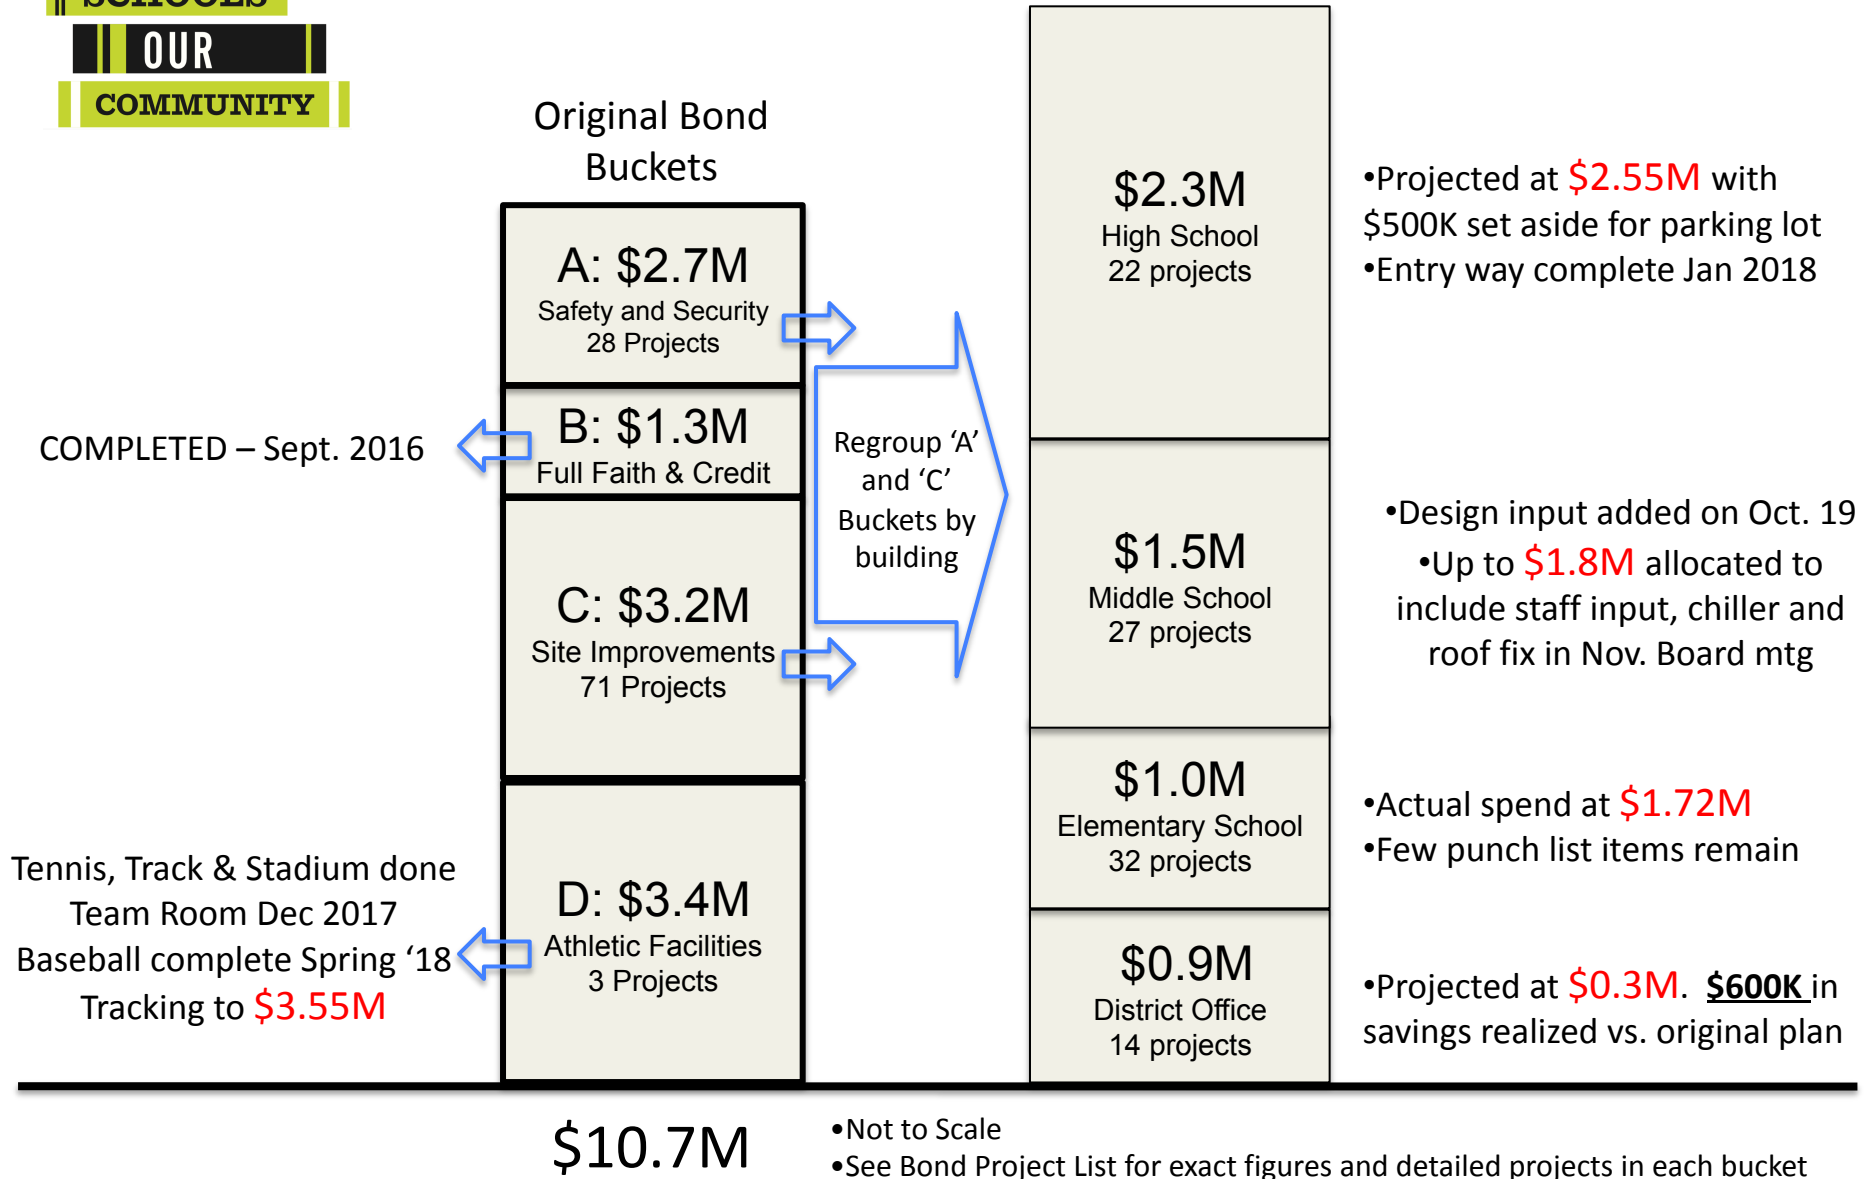 SCHOOLS
OUR
COMMUNITY
Original Bond
Buckets
A: $2.7M
Safety and Security
28 Projects
B: $1.3M
Full Faith & Credit
C: $3.2M
Site Improvements
71 Projects
D: $3.4M
Athletic Facilities
3 Projects
$10.7M
COMPLETED – Sept. 2016
Tennis, Track & Stadium done
Team Room Dec 2017
Baseball complete Spring ‘18
Tracking to $3.55M
Regroup ‘A’
and ‘C’
Buckets by
building
$2.3M
High School
22 projects
$1.5M
Middle School
27 projects
$1.0M
Elementary School
32 projects
$0.9M
District Office
14 projects
•Projected at $2.55M with
$500K set aside for parking lot
•Entry way complete Jan 2018
•Design input added on Oct. 19
•Up to $1.8M allocated to
include staff input, chiller and
roof fix in Nov. Board mtg
•Actual spend at $1.72M
•Few punch list items remain
•Projected at $0.3M. $600K in
savings realized vs. original plan
•Not to Scale
•See Bond Project List for exact figures and detailed projects in each bucket